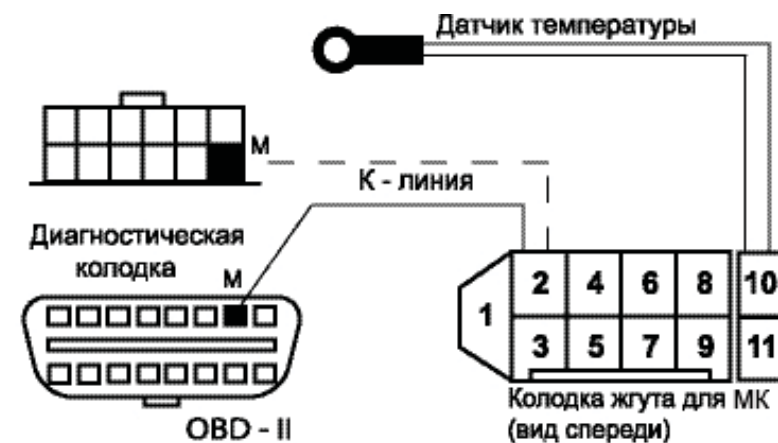 Датчик температуры
М
К - линия
Диагностическая
колодка
М
OBD - II
1
2 4 6 8 10
3 5 7 9 11
Колодка жгута для МК
(вид спереди)